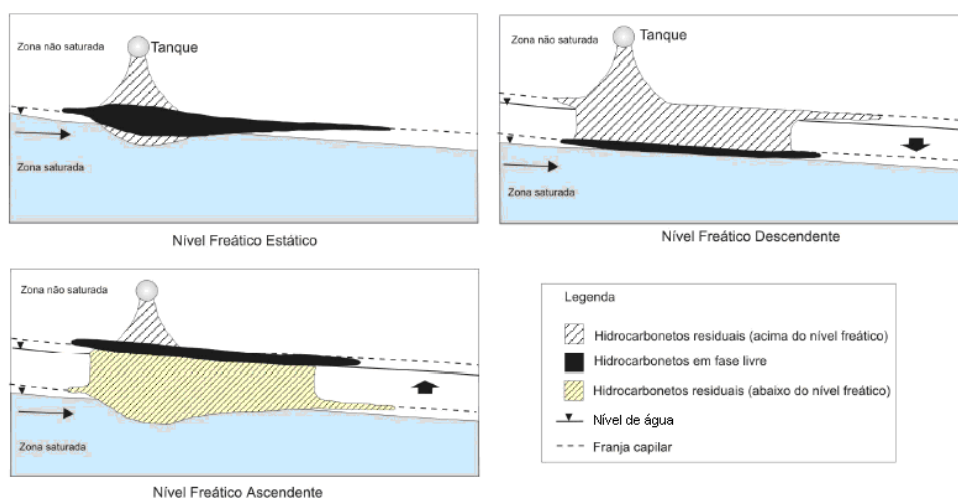 Zona não saturada
Tanque
Zona saturada
Nível Freático Estático
Zona não saturada
Tanque
Zona saturada
Nível Freático Descendente
Zona não saturada
Zona saturada
Nível Freático Ascendente
Legenda
Hidrocarbonetos residuais (acima do nível freático)
Hidrocarbonetos em fase livre
Hidrocarbonetos residuais (abaixo do nível freático)
Nível de água
Franja capilar